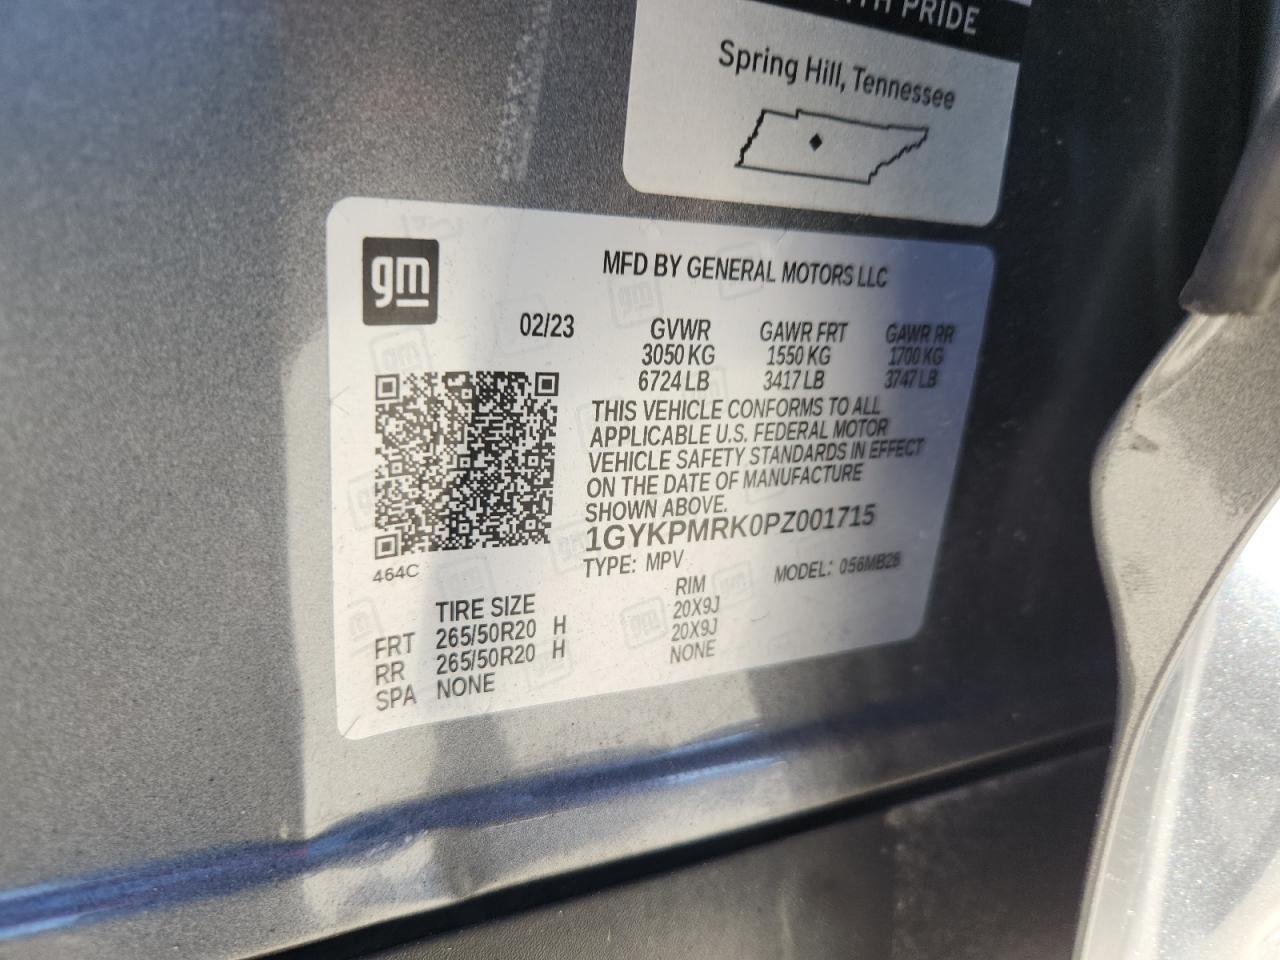 PRIDE
Spring Hill, Tennessee
gm
MFD BY GENERAL MOTORS LLC
02/23 GVWR GAWR FRT GAWR RR
3050 KG 1550 KG 1700 KG
6724 LB 3417 LB 3747 LB
THIS VEHICLE CONFORMS TO ALL
APPLICABLE U.S. FEDERAL MOTOR
VEHICLE SAFETY STANDARDS IN EFFECT
ON THE DATE OF MANUFACTURE
SHOWN ABOVE.
1GYKPMRK0PZ001715
464C
TYPE: MPV MODEL: 056MB26
TIRE SIZE RIM
FRT 265/50R20 H 20X9J
RR 265/50R20 H 20X9J
SPA NONE NONE